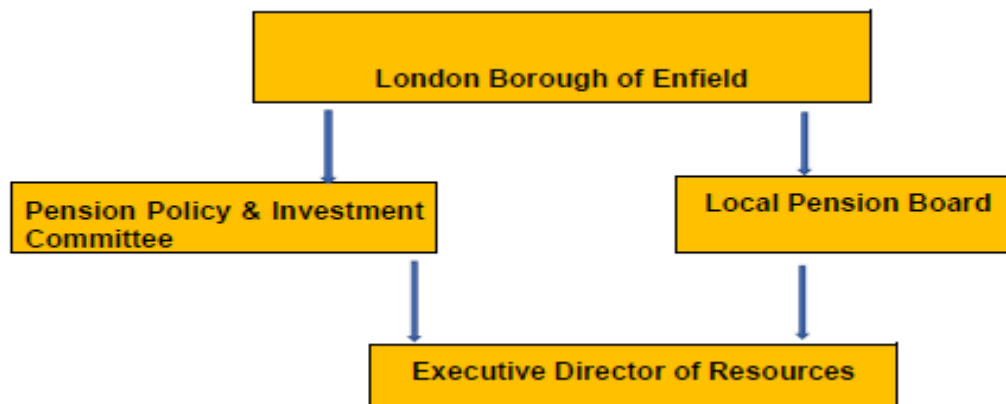 London Borough of Enfield
Pension Policy & Investment
Committee
Local Pension Board
Executive Director of Resources